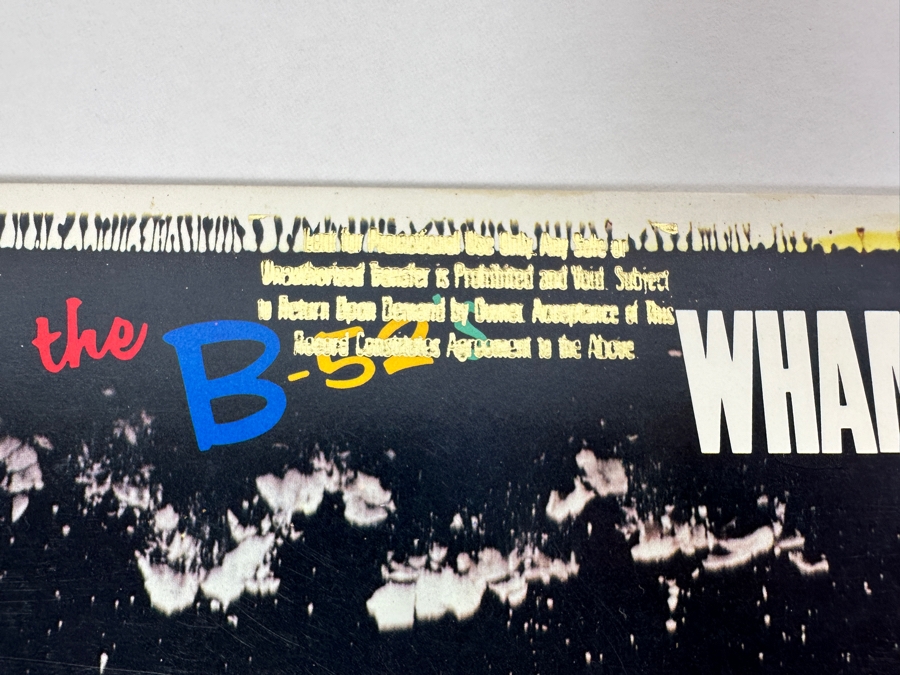 Lent for Promotional Use Only. Any Sale or
Unauthorized Transfer is Prohibited and Void. Subject
to Return Upon Demand by Owner. Acceptance of This
Record Constitutes Agreement to the Above.
the B-52's
WHAM